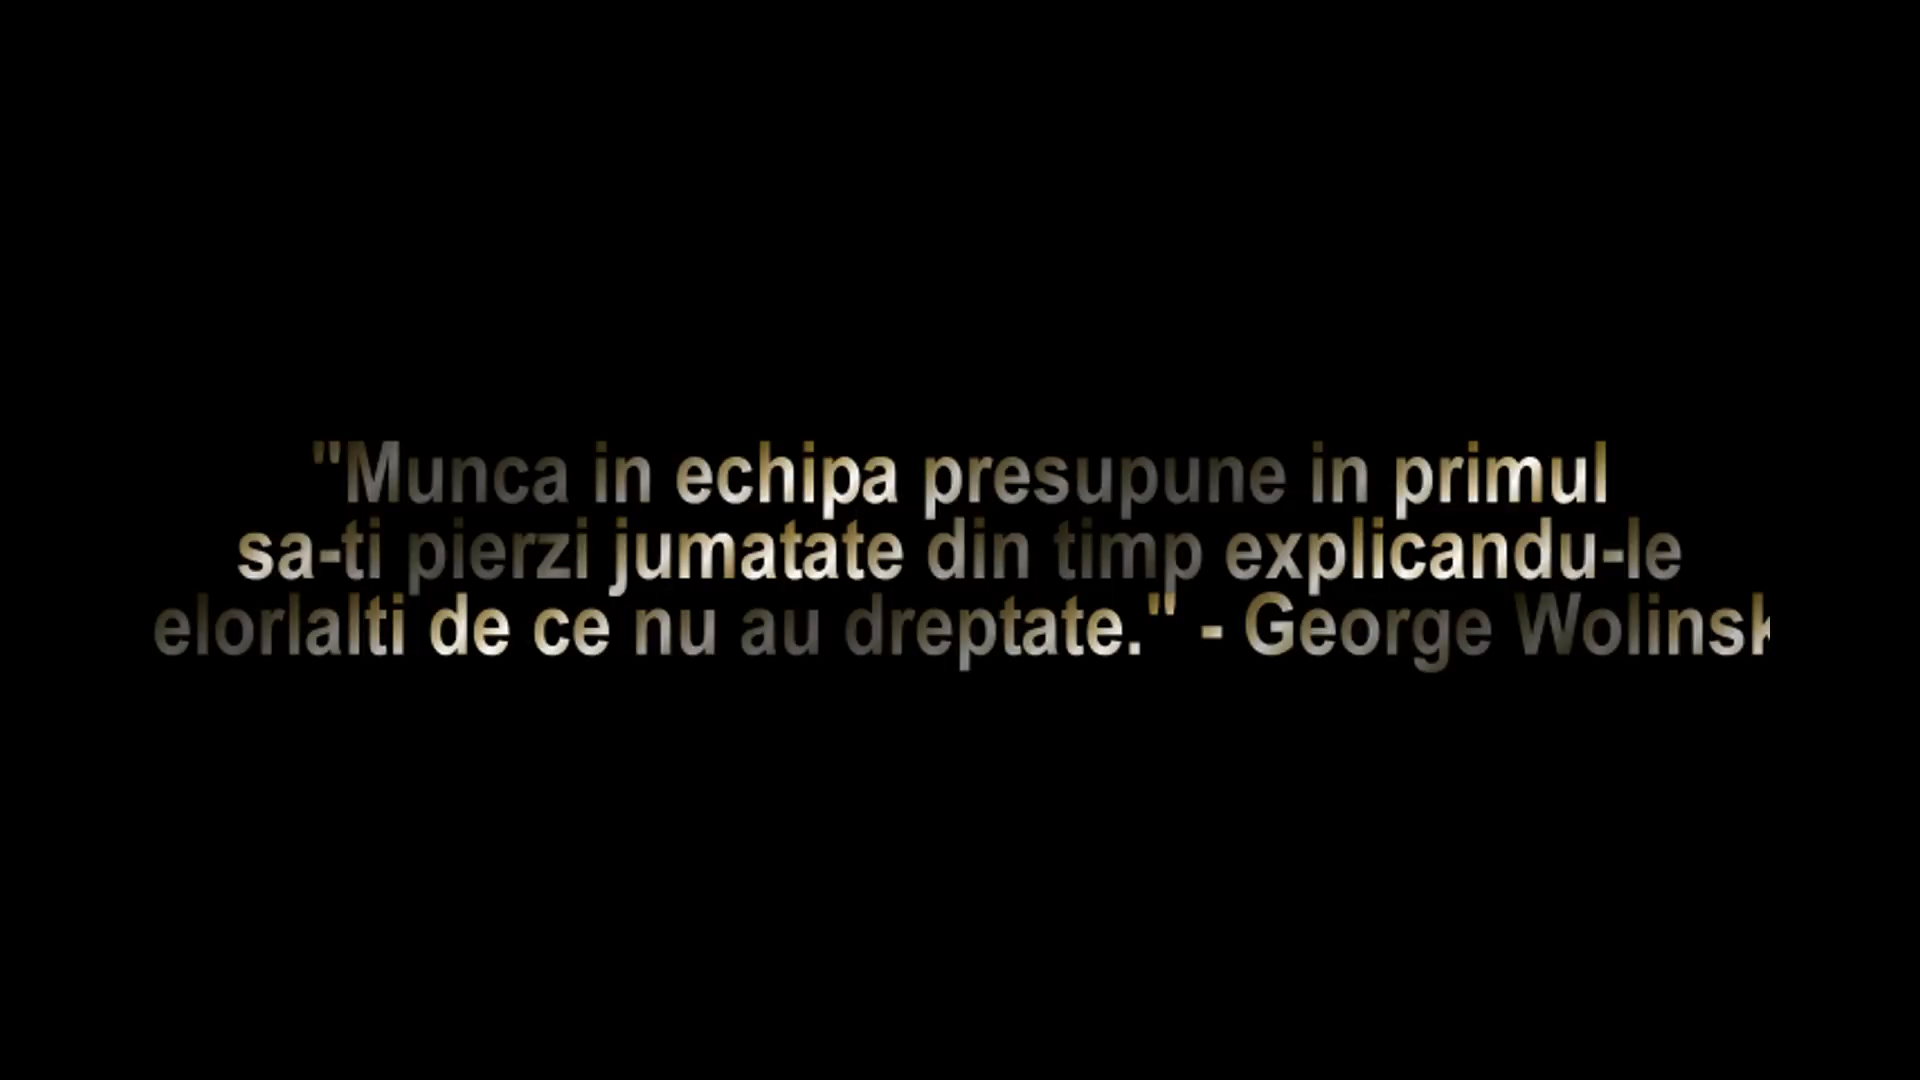 "Munca in echipa presupune in primul
sa-ti pierzi jumatate din timp explicandu-le
elorlalti de ce nu au dreptate." - George Wolinsk